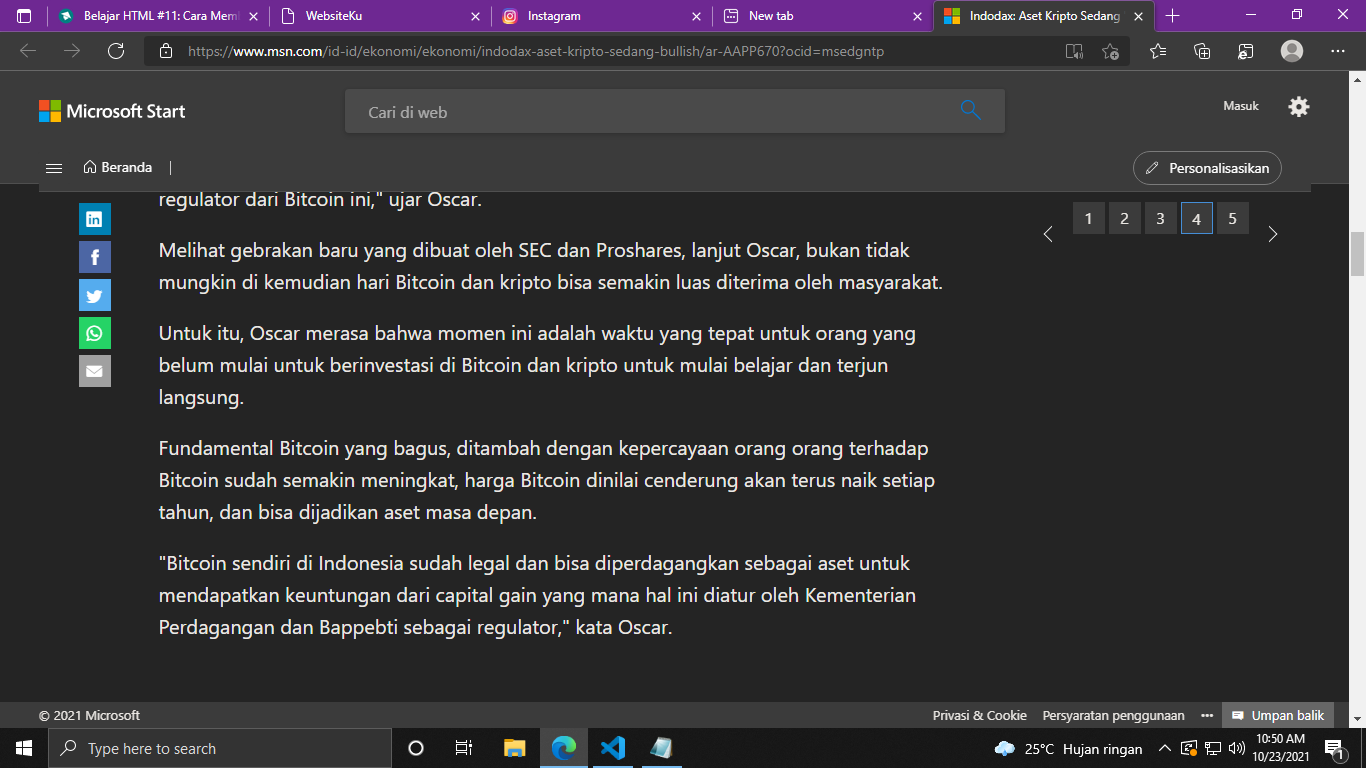 Belajar HTML #11: Cara Meml
WebsiteKu
Instagram
New tab
Indodax: Aset Kripto Sedang
https://www.msn.com/id-id/ekonomi/ekonomi/indodax-aset-kripto-sedang-bullish/ar-AAPP670?ocid=msedgntp
Microsoft Start
Cari di web
Masuk
Beranda
Personalisasikan
regulator dari Bitcoin ini," ujar Oscar.
1 2 3 4 5
Melihat gebrakan baru yang dibuat oleh SEC dan Proshares, lanjut Oscar, bukan tidak
mungkin di kemudian hari Bitcoin dan kripto bisa semakin luas diterima oleh masyarakat.
Untuk itu, Oscar merasa bahwa momen ini adalah waktu yang tepat untuk orang yang
belum mulai untuk berinvestasi di Bitcoin dan kripto untuk mulai belajar dan terjun
langsung.
Fundamental Bitcoin yang bagus, ditambah dengan kepercayaan orang orang terhadap
Bitcoin sudah semakin meningkat, harga Bitcoin dinilai cenderung akan terus naik setiap
tahun, dan bisa dijadikan aset masa depan.
"Bitcoin sendiri di Indonesia sudah legal dan bisa diperdagangkan sebagai aset untuk
mendapatkan keuntungan dari capital gain yang mana hal ini diatur oleh Kementerian
Perdagangan dan Bappebti sebagai regulator," kata Oscar.
© 2021 Microsoft
Privasi & Cookie
Persyaratan penggunaan
Umpan balik
Type here to search
25°C Hujan ringan
10:50 AM
10/23/2021
1